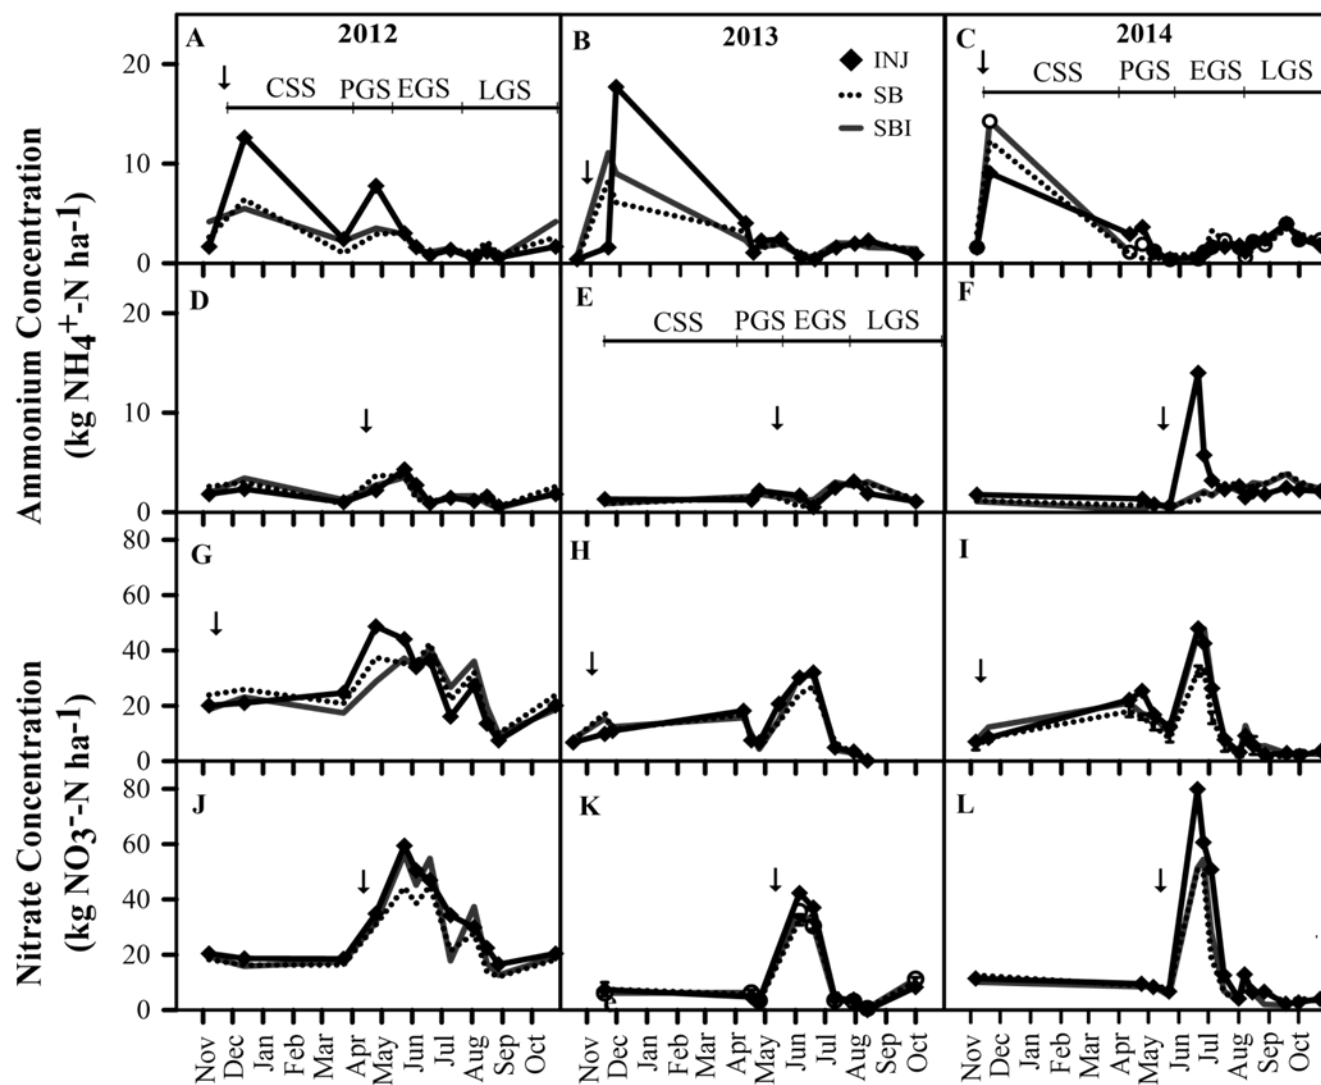 2012
2013
2014
A
B
C
INJ
SB
SBI
CSS PGS EGS LGS
CSS PGS EGS LGS
20
10
0
D
E
F
CSS PGS EGS LGS
20
10
0
Ammonium Concentration
(kg NH4+-N ha-1)
G
H
I
80
60
40
20
0
J
K
L
80
60
40
20
0
Nitrate Concentration
(kg NO3--N ha-1)
Nov Dec Jan Feb Mar Apr May Jun Jul Aug Sep Oct
Nov Dec Jan Feb Mar Apr May Jun Jul Aug Sep Oct
Nov Dec Jan Feb Mar Apr May Jun Jul Aug Sep Oct